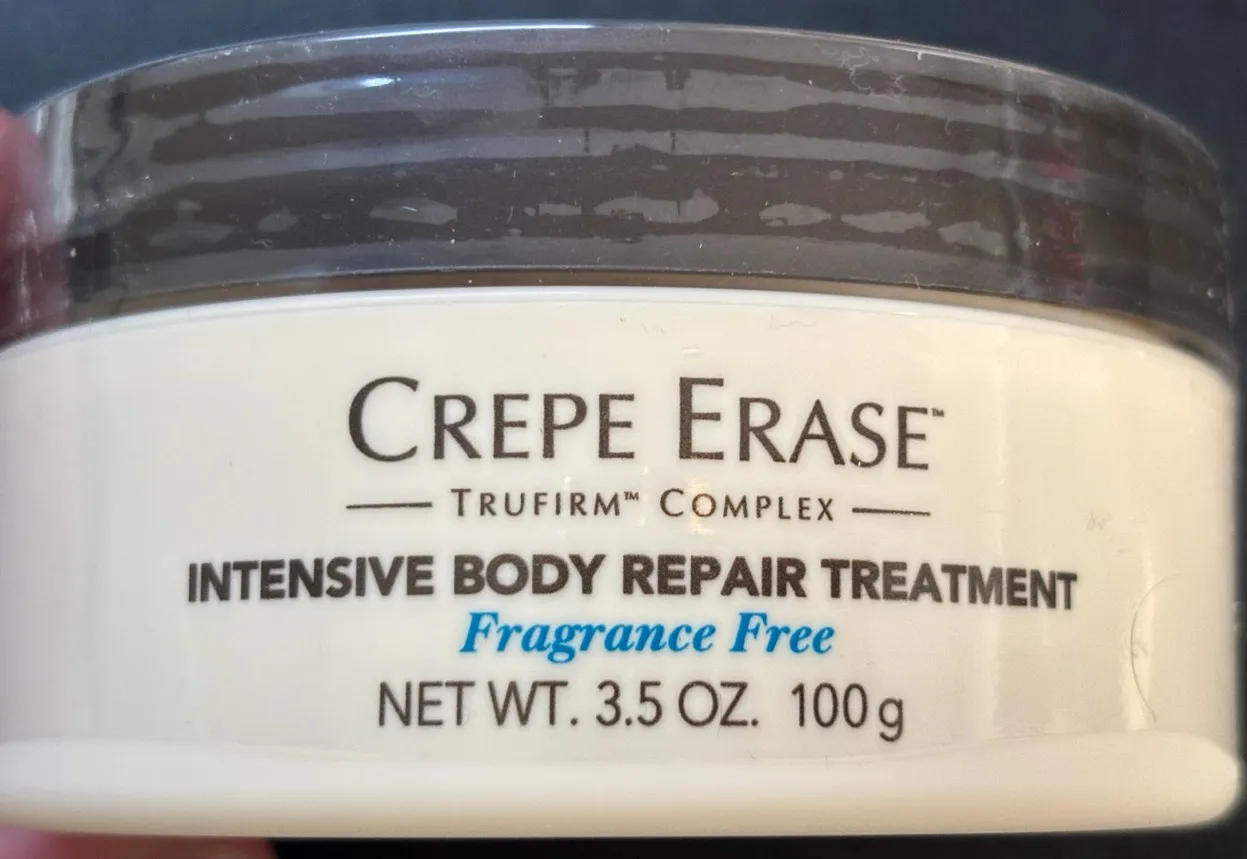 CREPE ERASE™
TRUFIRM™ COMPLEX
INTENSIVE BODY REPAIR TREATMENT
Fragrance Free
NET WT. 3.5 OZ. 100g